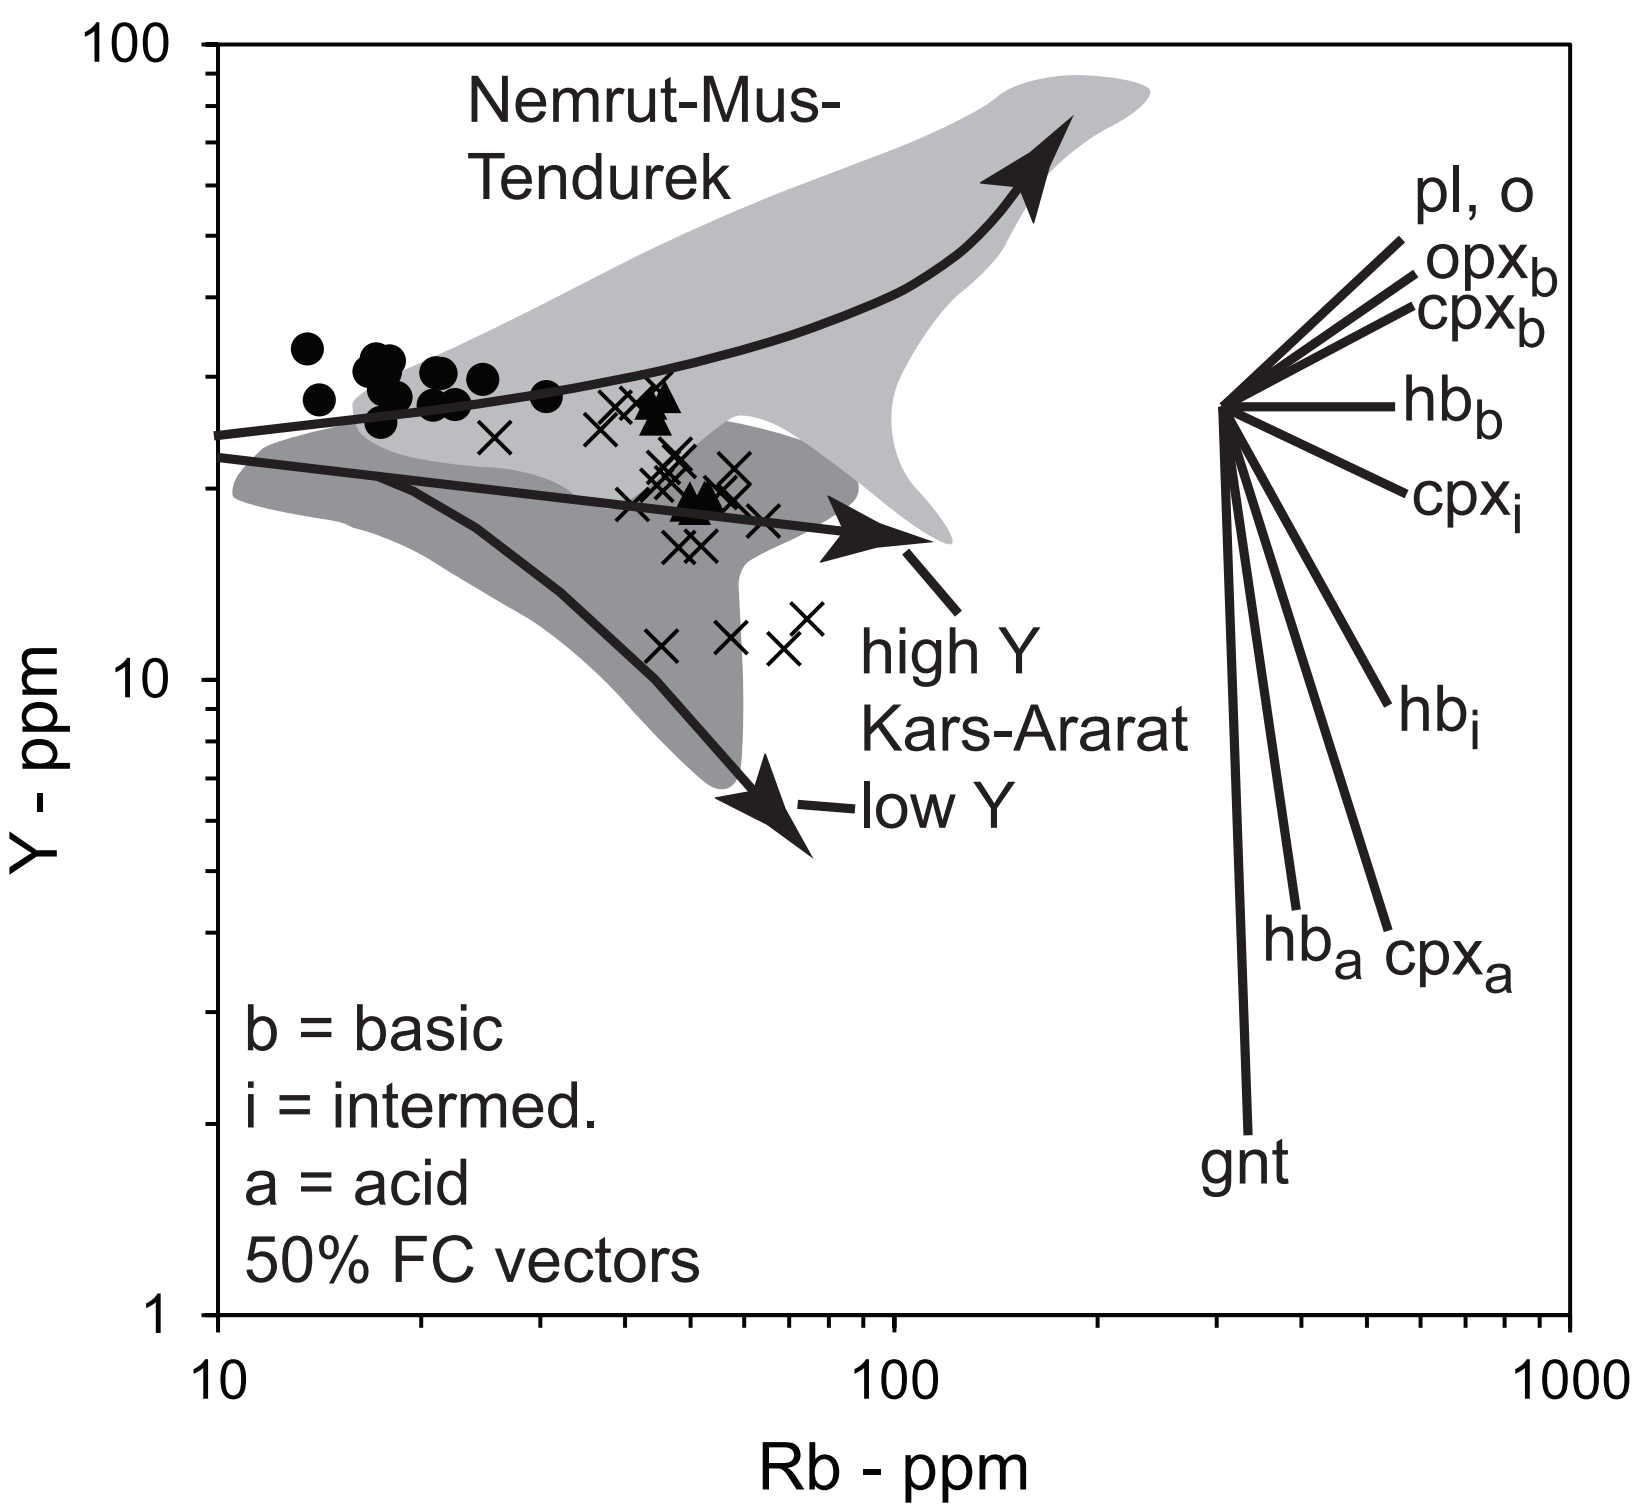 100
Nemrut-Mus-
Tendurek
pl, o
opxb
cpxb
hbb
cpxi
high Y
10
Y - ppm
hbi
Kars-Ararat
low Y
hba
cpxa
b = basic
i = intermed.
gnt
a = acid
50% FC vectors
1
10
100
1000
Rb - ppm